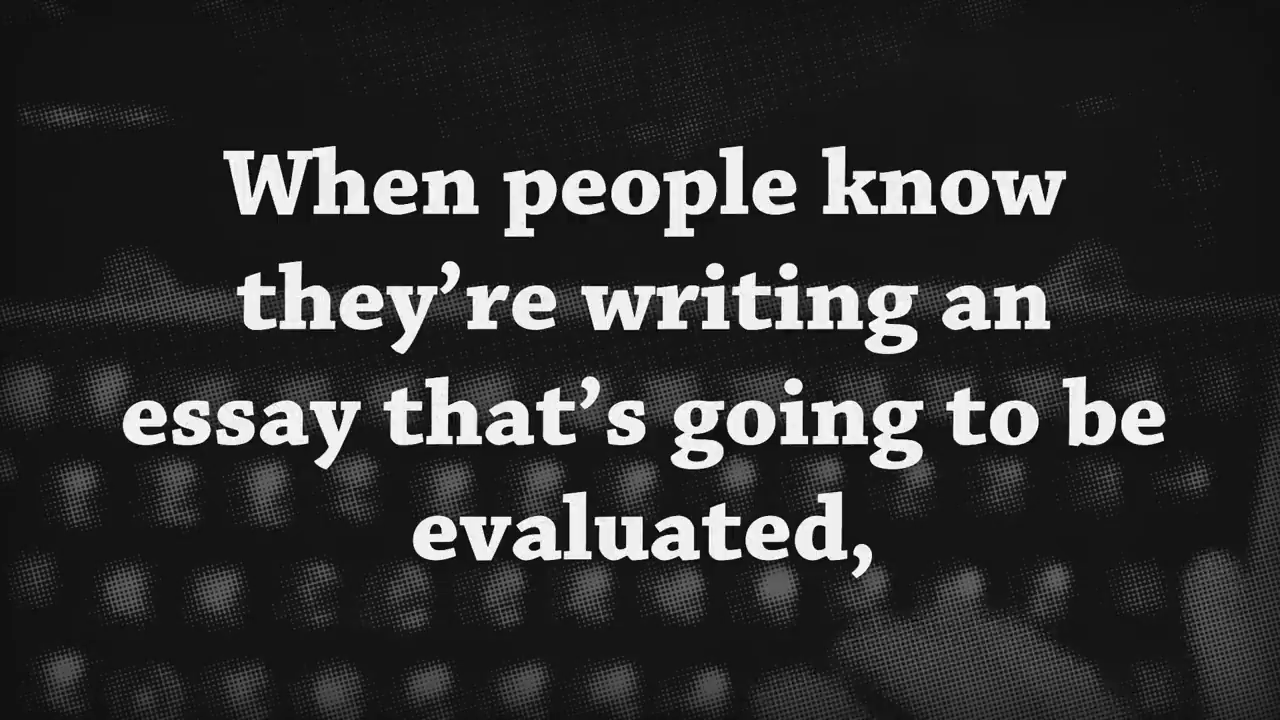 When people know
they’re writing an
essay that’s going to be
evaluated,